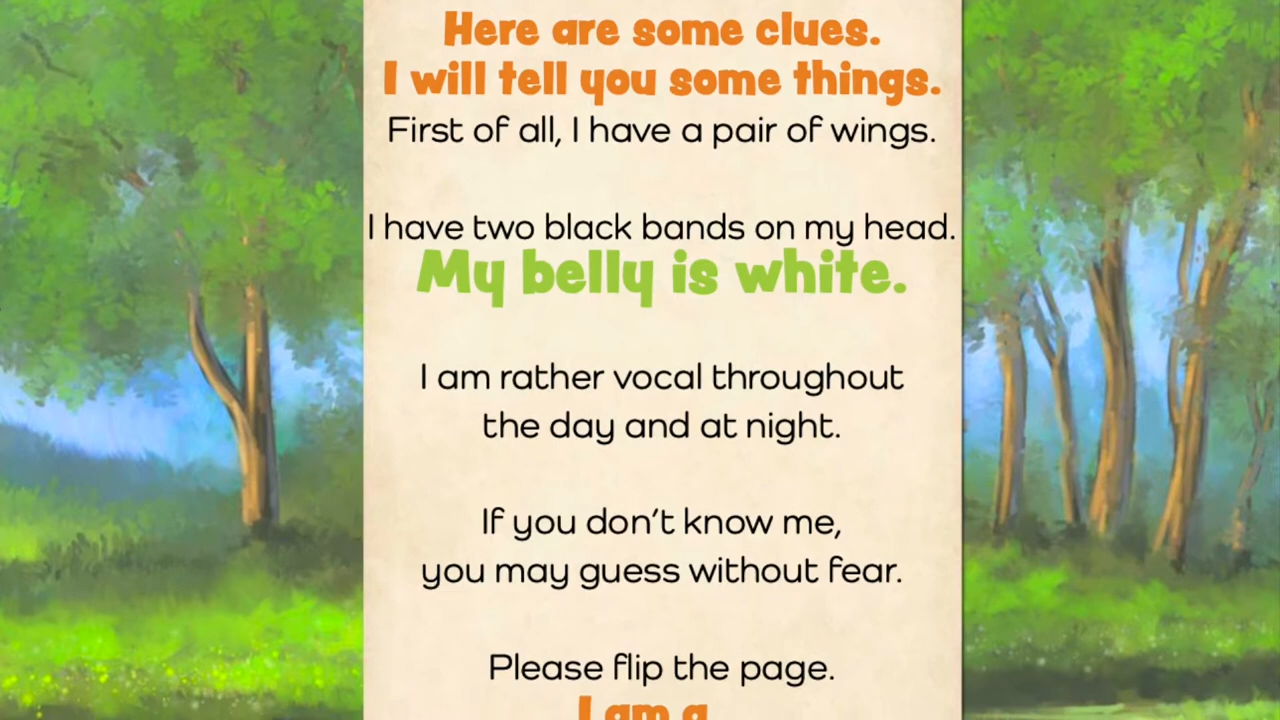 Here are some clues.
I will tell you some things.
First of all, I have a pair of wings.
I have two black bands on my head.
My belly is white.
I am rather vocal throughout
the day and at night.
If you don't know me,
you may guess without fear.
Please flip the page.
I am a